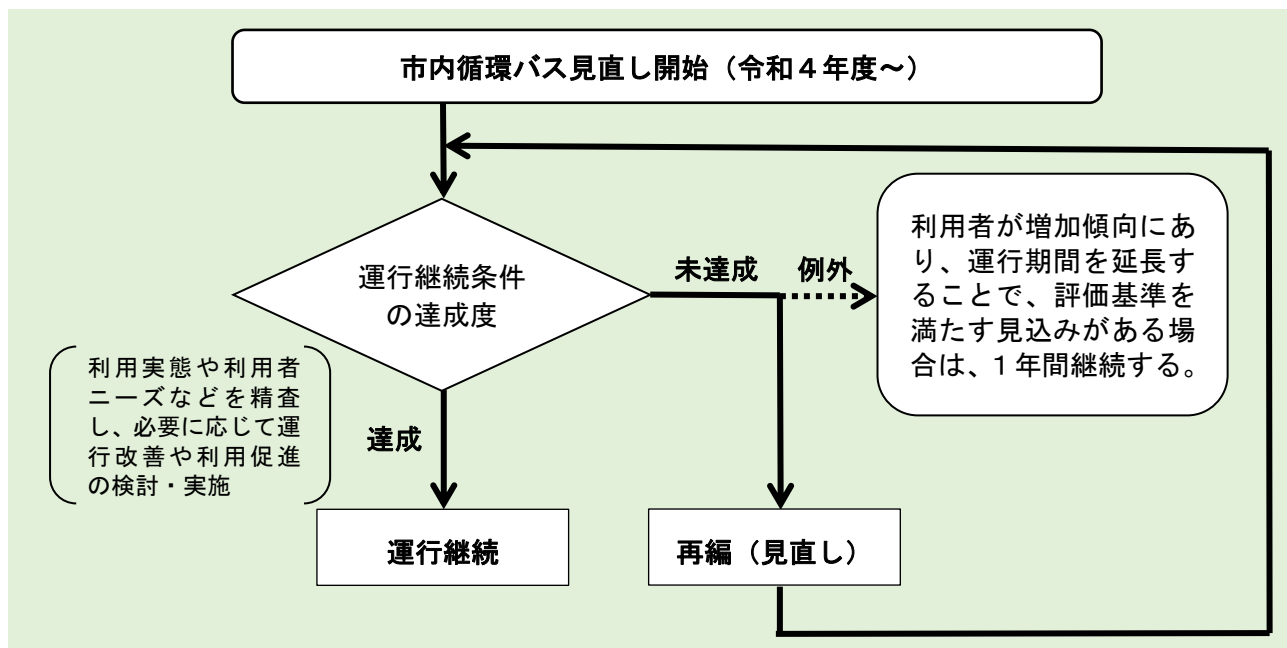 市内循環バス見直し開始（令和４年度～）
運行継続条件
の達成度
未達成
例外
利用者が増加傾向にあ
り、運行期間を延長す
ることで、評価基準を
満たす見込みがある場
合は、１年間継続する。
利用実態や利用者
ニーズなどを精査
し、必要に応じて運
行改善や利用促進
の検討・実施
達成
運行継続
再編（見直し）